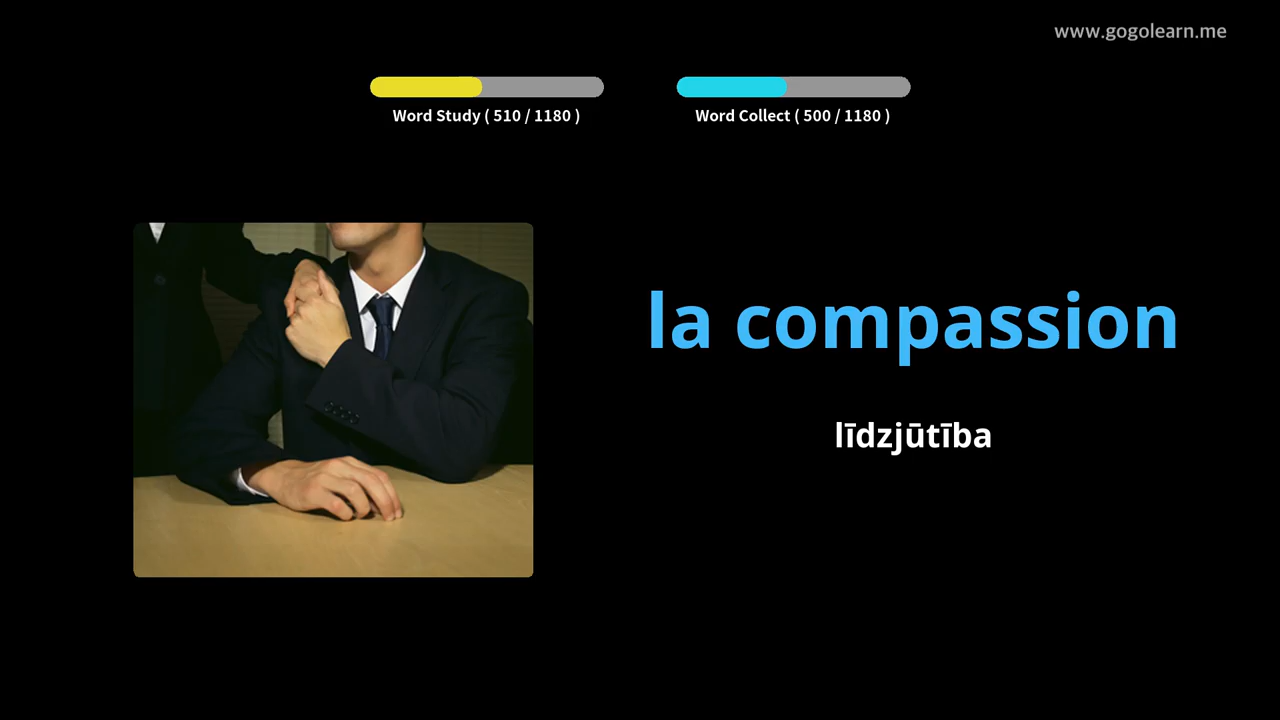 www.gogolearn.me
Word Study ( 510 / 1180 )
Word Collect ( 500 / 1180 )
la compassion
līdzjūtība